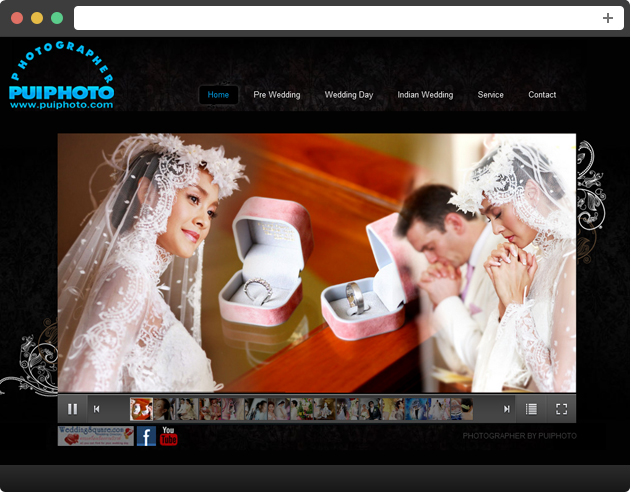 PHOTOGRAPHER
PUIPHOTO
www.puiphoto.com
Home Pre Wedding Wedding Day Indian Wedding Service Contact
WeddingSquare.com
f You Tube
PHOTOGRAPHER BY PUIPHOTO